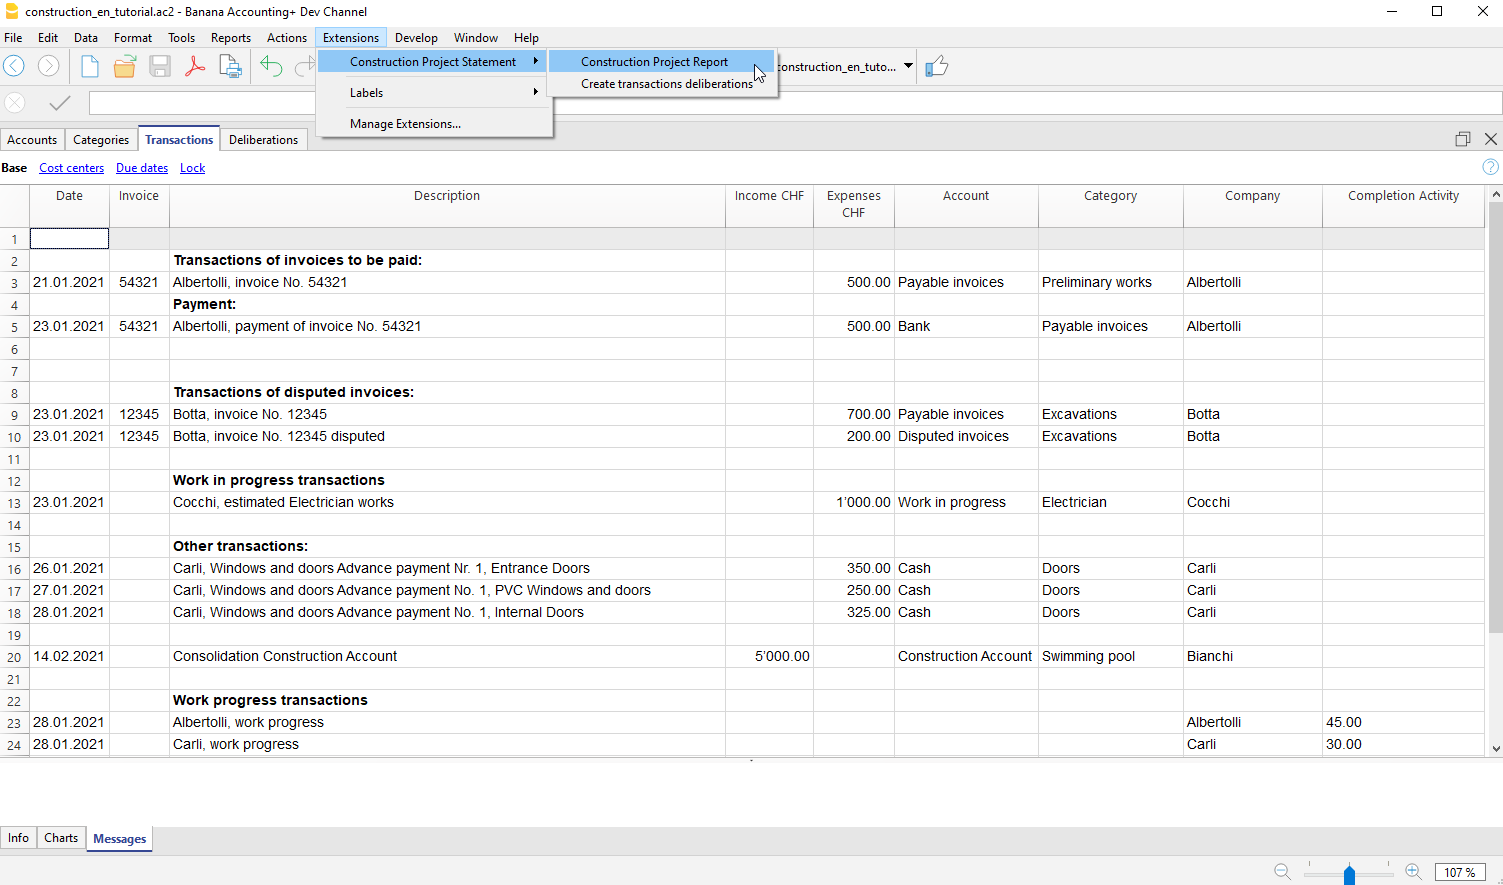 construction_en_tutorial.ac2 - Banana Accounting+ Dev Channel
File Edit Data Format Tools Reports Actions Extensions Develop Window Help
Construction Project Statement
Labels
Manage Extensions...
Construction Project Report
Create transactions deliberations
construction_en_tuto...
Accounts Categories Transactions Deliberations
Base Cost centers Due dates Lock
Date Invoice Description Income CHF Expenses CHF Account Category Company Completion Activity
1
2 Transactions of invoices to be paid:
3 21.01.2021 54321 Albertolli, invoice No. 54321 500.00 Payable invoices Preliminary works Albertolli
4 Payment:
5 23.01.2021 54321 Albertolli, payment of invoice No. 54321 500.00 Bank Payable invoices Albertolli
6
7
8 Transactions of disputed invoices:
9 23.01.2021 12345 Botta, invoice No. 12345 700.00 Payable invoices Excavations Botta
10 23.01.2021 12345 Botta, invoice No. 12345 disputed 200.00 Disputed invoices Excavations Botta
11
12 Work in progress transactions
13 23.01.2021 Cocchi, estimated Electrician works 1'000.00 Work in progress Electrician Cocchi
14
15 Other transactions:
16 26.01.2021 Carli, Windows and doors Advance payment Nr. 1, Entrance Doors 350.00 Cash Doors Carli
17 27.01.2021 Carli, Windows and doors Advance payment No. 1, PVC Windows and doors 250.00 Cash Doors Carli
18 28.01.2021 Carli, Windows and doors Advance payment No. 1, Internal Doors 325.00 Cash Doors Carli
19
20 14.02.2021 Consolidation Construction Account 5'000.00 Construction Account Swimming pool Bianchi
21
22 Work progress transactions
23 28.01.2021 Albertolli, work progress Albertolli 45.00
24 28.01.2021 Carli, work progress Carli 30.00
Info Charts Messages
107 %